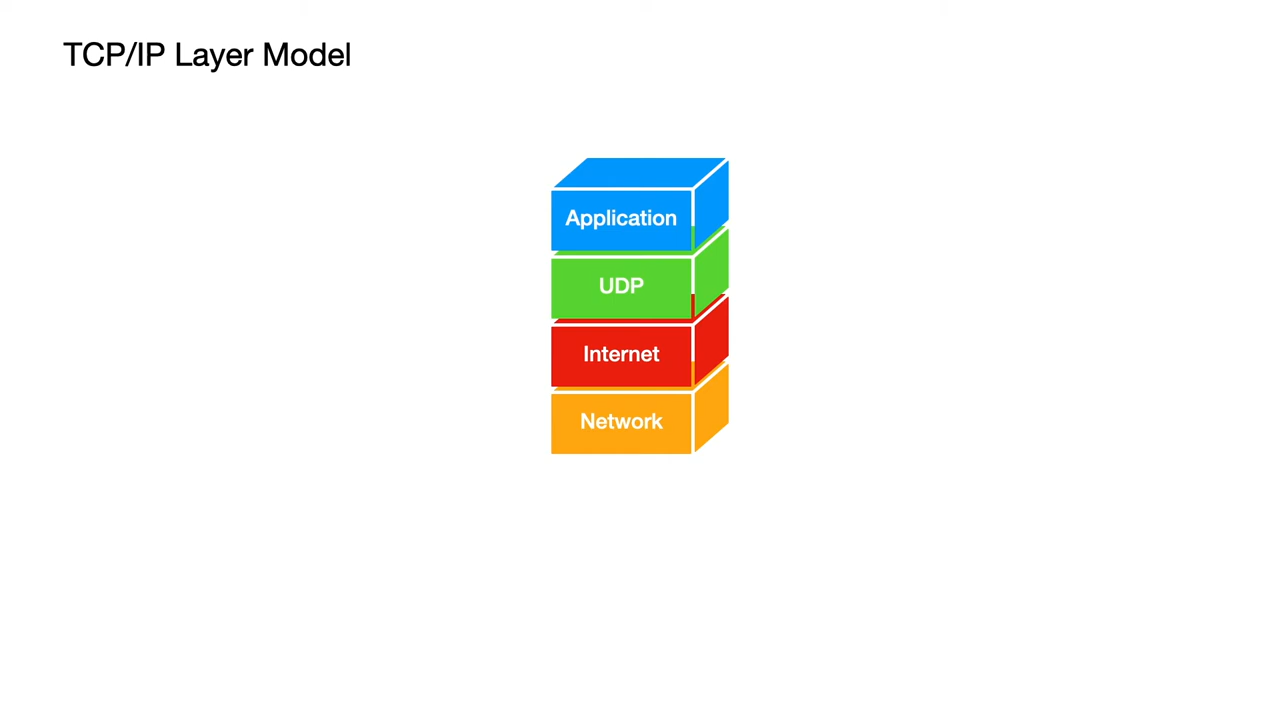 TCP/IP Layer Model
Application
UDP
Internet
Network